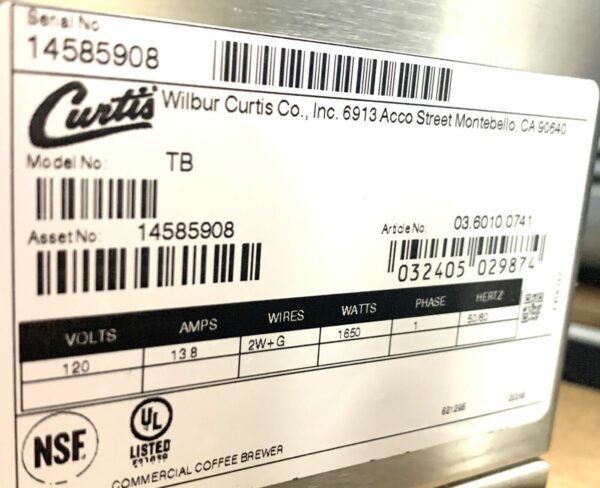 Serial No
14585908
Curtis
Wilbur Curtis Co., Inc. 6913 Acco Street Montebello, CA 90640
Model No: TB
Asset No: 14585908
Article No: 03.6010.0741
032405 029874
VOLTS AMPS WIRES WATTS PHASE HERTZ
120 13.8 2W+G 1650 1 50/60
NSF
UL
LISTED
COMMERCIAL COFFEE BREWER